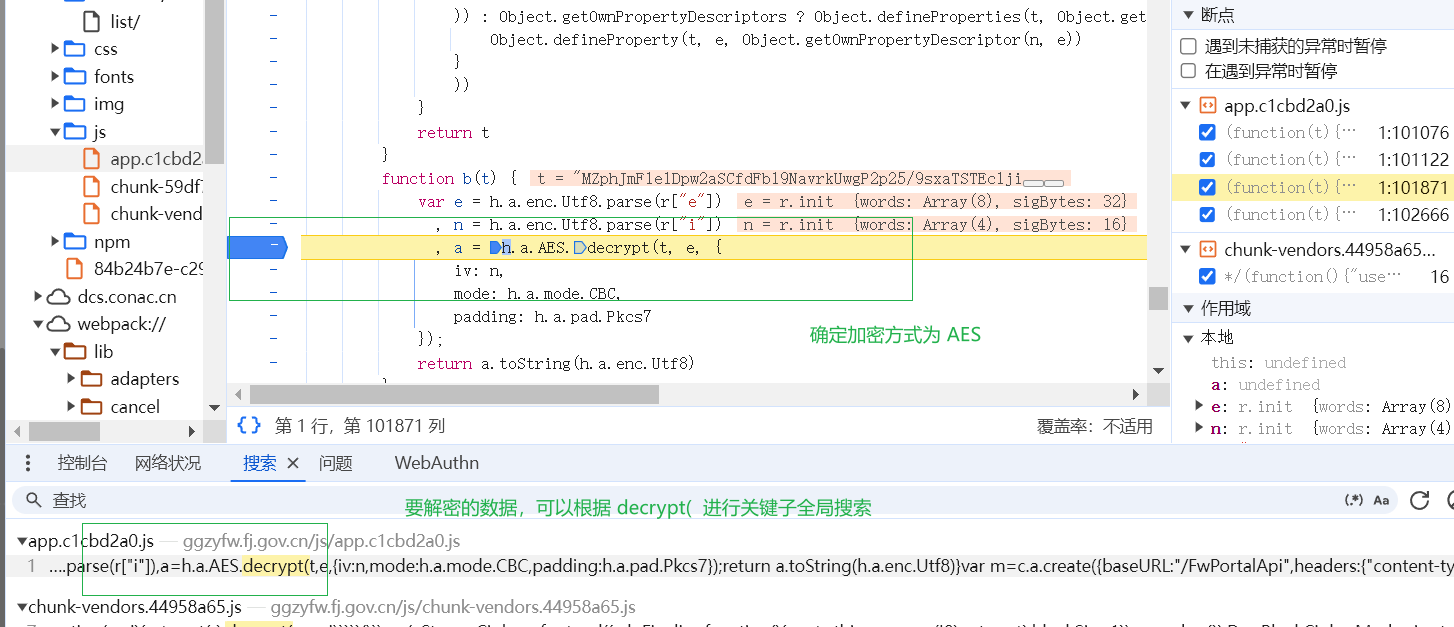 list/
css
fonts
img
js
app.c1cbd2
chunk-59df
chunk-vend
npm
84b24b7e-c29
dcs.conac.cn
webpack://
lib
adapters
cancel
)) : Object.getOwnPropertyDescriptors ? Object.defineProperties(t, Object.get
Object.defineProperty(t, e, Object.getOwnPropertyDescriptor(n, e))
}
))
}
return t
}
function b(t) { t = "MZphJmFlelDpw2aSCfdFbl9NavrkUwgP2p25/9sxaTSTEclji
var e = h.a.enc.Utf8.parse(r["e"]) e = r.init {words: Array(8), sigBytes: 32}
, n = h.a.enc.Utf8.parse(r["i"]) n = r.init {words: Array(4), sigBytes: 16}
, a = h.a.AES.decrypt(t, e, {
iv: n,
mode: h.a.mode.CBC,
padding: h.a.pad.Pkcs7
});
return a.toString(h.a.enc.Utf8)
确定加密方式为 AES
{} 第 1 行，第 101871 列
覆盖率：不适用
断点
遇到未捕获的异常时暂停
在遇到异常时暂停
app.c1cbd2a0.js
(function(t){… 1:101076
(function(t){… 1:101122
(function(t){… 1:101871
(function(t){… 1:102666
chunk-vendors.44958a65...
*/(function(){"use… 16
作用域
本地
this: undefined
a: undefined
e: r.init {words: Array(8)
n: r.init {words: Array(4)
控制台 网络状况 搜索 × 问题 WebAuthn
查找
(.*) Aa
要解密的数据，可以根据 decrypt( 进行关键子全局搜索
app.c1cbd2a0.js — ggzyfw.fj.gov.cn/js/app.c1cbd2a0.js
1 ….parse(r["i"]),a=h.a.AES.decrypt(t,e,{iv:n,mode:h.a.mode.CBC,padding:h.a.pad.Pkcs7});return a.toString(h.a.enc.Utf8)}var m=c.a.create({baseURL:"/FwPortalApi",headers:{"content-ty
chunk-vendors.44958a65.js — ggzyfw.fj.gov.cn/js/chunk-vendors.44958a65.js